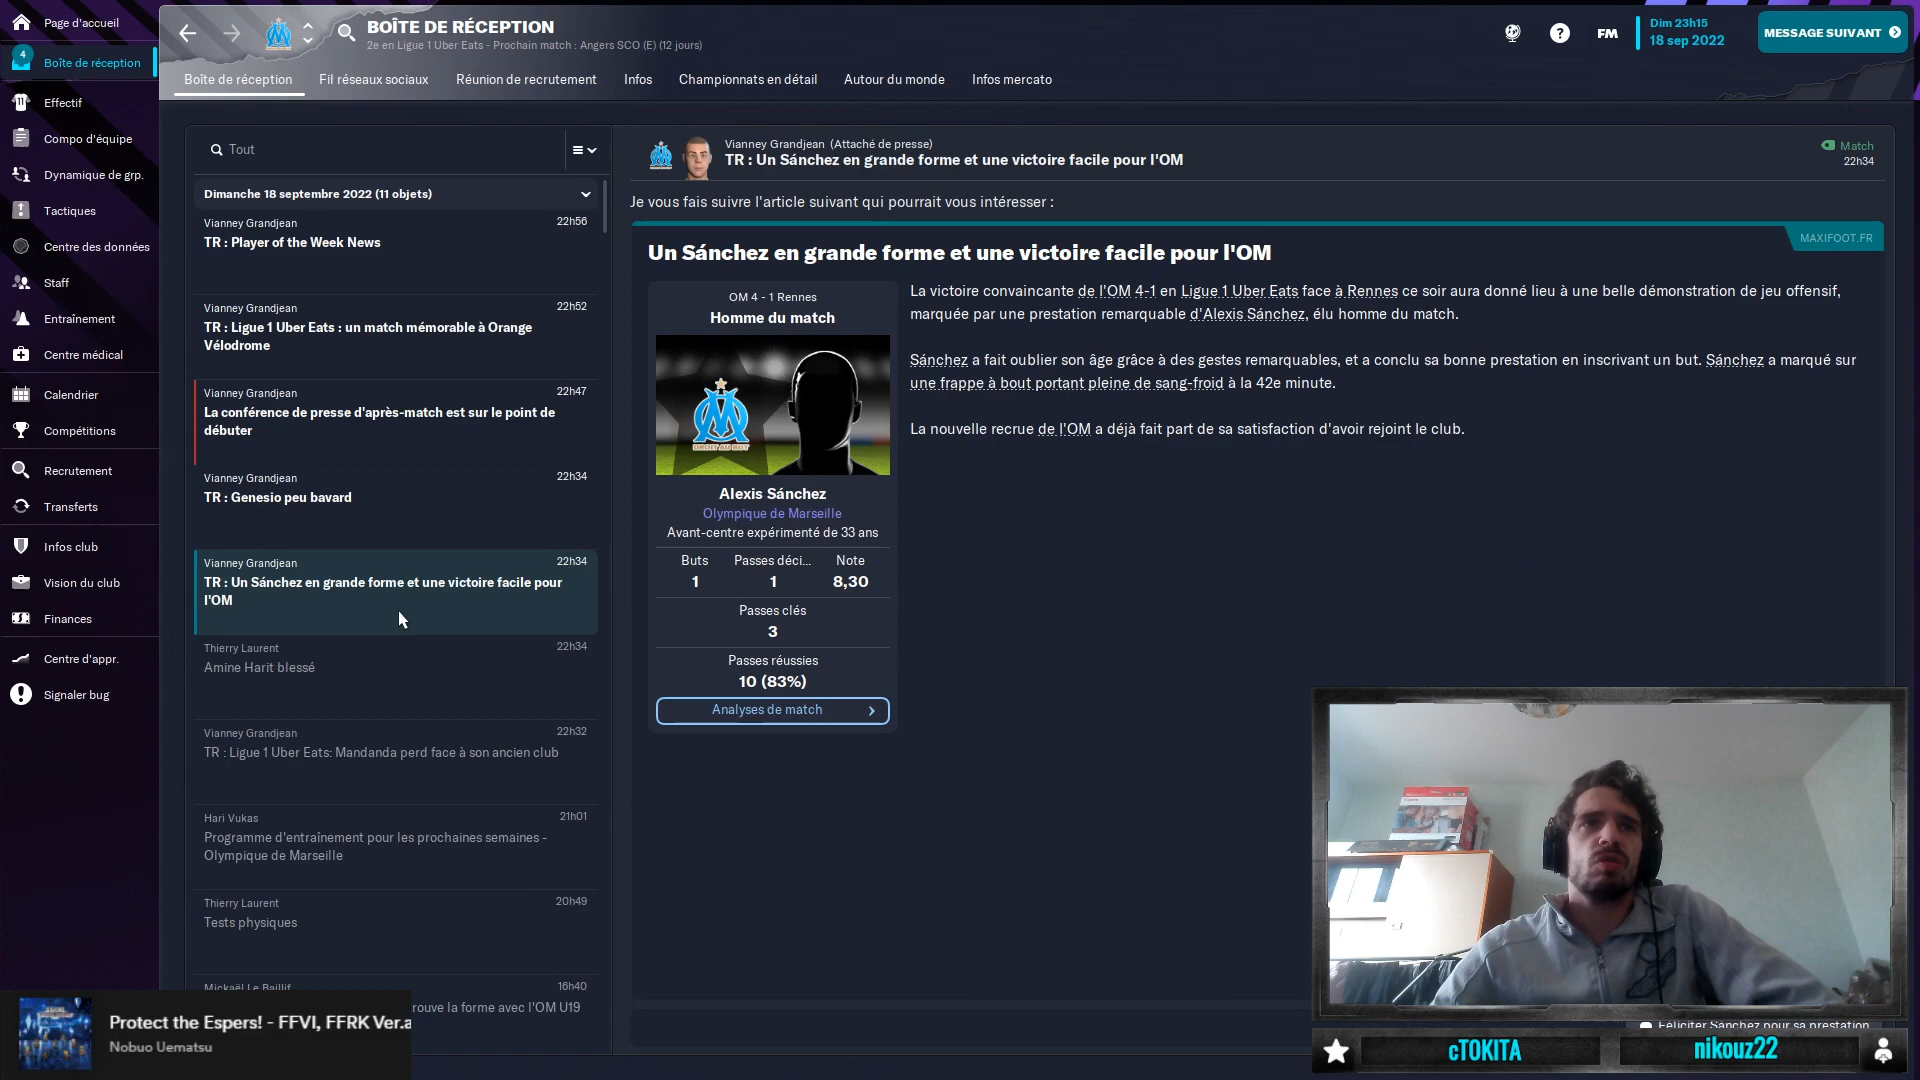 Page d'accueil
4
Boîte de réception
Effectif
Compo d'équipe
Dynamique de grp.
Tactiques
Centre des données
Staff
Entraînement
Centre médical
Calendrier
Compétitions
Recrutement
Transferts
Infos club
Vision du club
Finances
Centre d'appr.
Signaler bug
BOÎTE DE RÉCEPTION
2e en Ligue 1 Uber Eats - Prochain match : Angers SCO (E) (12 jours)
FM
Dim 23h15
18 sep 2022
MESSAGE SUIVANT
Boîte de réception
Fil réseaux sociaux
Réunion de recrutement
Infos
Championnats en détail
Autour du monde
Infos mercato
Tout
Dimanche 18 septembre 2022 (11 objets)
Vianney Grandjean 22h56
TR : Player of the Week News
Vianney Grandjean 22h52
TR : Ligue 1 Uber Eats : un match mémorable à Orange
Vélodrome
Vianney Grandjean 22h47
La conférence de presse d'après-match est sur le point de
débuter
Vianney Grandjean 22h34
TR : Genesio peu bavard
Vianney Grandjean 22h34
TR : Un Sánchez en grande forme et une victoire facile pour
l'OM
Thierry Laurent 22h34
Amine Harit blessé
Vianney Grandjean 22h32
TR : Ligue 1 Uber Eats: Mandanda perd face à son ancien club
Hari Vukas 21h01
Programme d'entraînement pour les prochaines semaines -
Olympique de Marseille
Thierry Laurent 20h49
Tests physiques
Mickaël Le Baillif 16h40
rouve la forme avec l'OM U19
Vianney Grandjean (Attaché de presse)
TR : Un Sánchez en grande forme et une victoire facile pour l'OM
Match
22h34
Je vous fais suivre l'article suivant qui pourrait vous intéresser :
MAXIFOOT.FR
Un Sánchez en grande forme et une victoire facile pour l'OM
OM 4 - 1 Rennes
Homme du match
DROIT AU BUT
Alexis Sánchez
Olympique de Marseille
Avant-centre expérimenté de 33 ans
Buts Passes déci... Note
1 1 8,30
Passes clés
3
Passes réussies
10 (83%)
Analyses de match
La victoire convaincante de l'OM 4-1 en Ligue 1 Uber Eats face à Rennes ce soir aura donné lieu à une belle démonstration de jeu offensif,
marquée par une prestation remarquable d'Alexis Sánchez, élu homme du match.
Sánchez a fait oublier son âge grâce à des gestes remarquables, et a conclu sa bonne prestation en inscrivant un but. Sánchez a marqué sur
une frappe à bout portant pleine de sang-froid à la 42e minute.
La nouvelle recrue de l'OM a déjà fait part de sa satisfaction d'avoir rejoint le club.
Féliciter Sánchez pour sa prestation
Protect the Espers! - FFVI, FFRK Ver.a
Nobuo Uematsu
cTOKITA
nikouz22